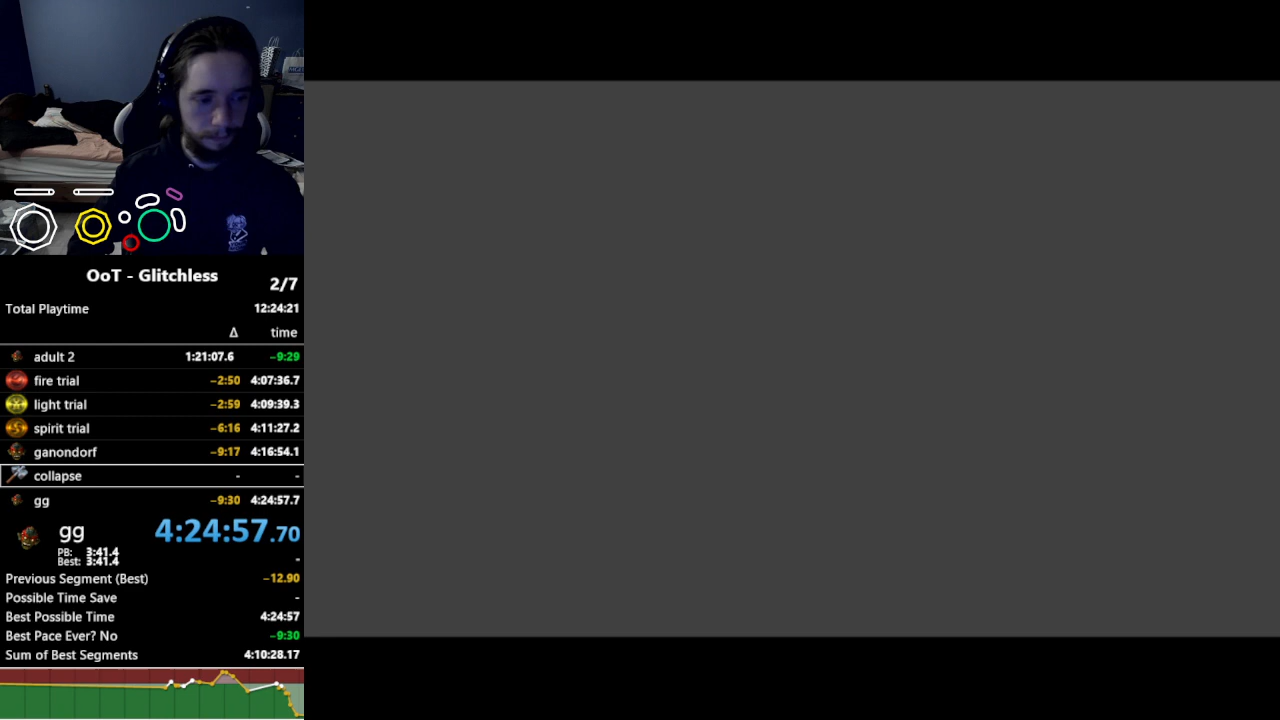 OoT - Glitchless
2/7
Total Playtime 12:24:21
Δ time
adult 2 1:21:07.6 −9:29
fire trial −2:50 4:07:36.7
light trial −2:59 4:09:39.3
spirit trial −6:16 4:11:27.2
ganondorf −9:17 4:16:54.1
collapse - -
gg −9:30 4:24:57.7
gg 4:24:57.70
PB: 3:41.4
Best: 3:41.4 -
Previous Segment (Best) −12.90
Possible Time Save -
Best Possible Time 4:24:57
Best Pace Ever? No −9:30
Sum of Best Segments 4:10:28.17